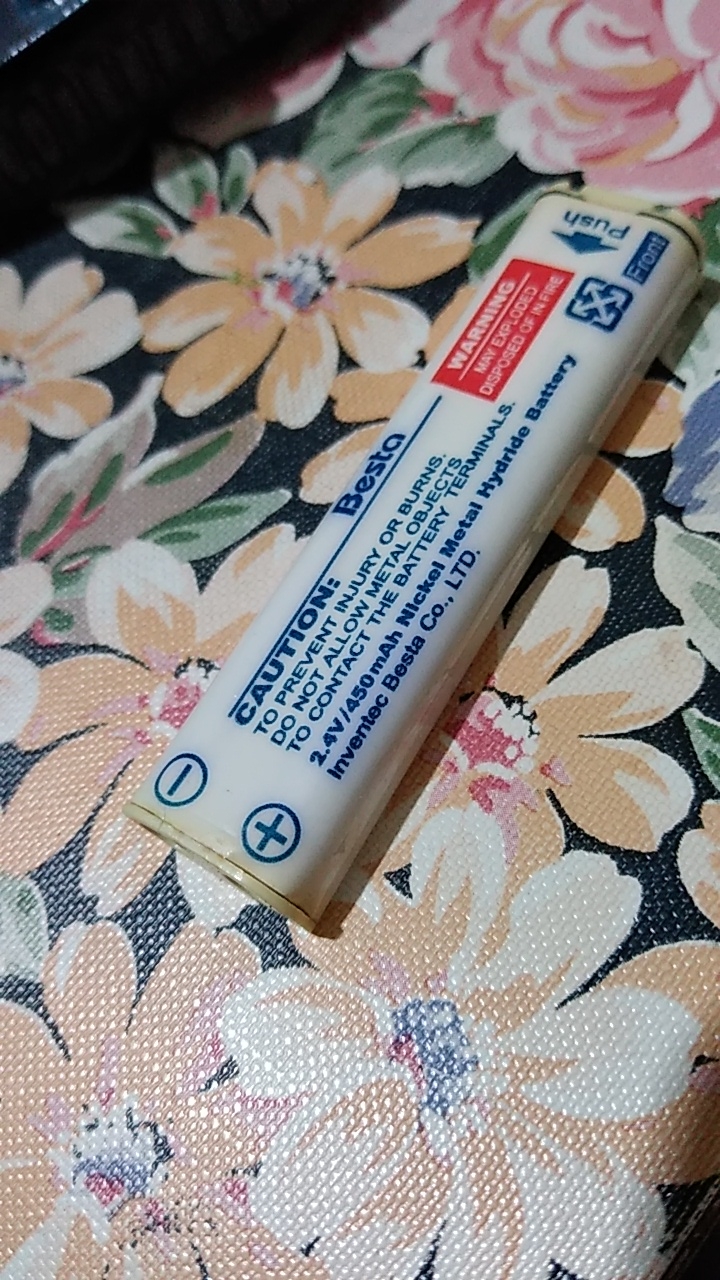 Push
Front
WARNING
MAY EXPLODED
DISPOSED OF IN FIRE
Besta
CAUTION:
TO PREVENT INJURY OR BURNS.
DO NOT ALLOW METAL OBJECTS
TO CONTACT THE BATTERY TERMINALS.
2.4V/450mAh Nickel Metal Hydride Battery
Inventec Besta Co., LTD.
− +